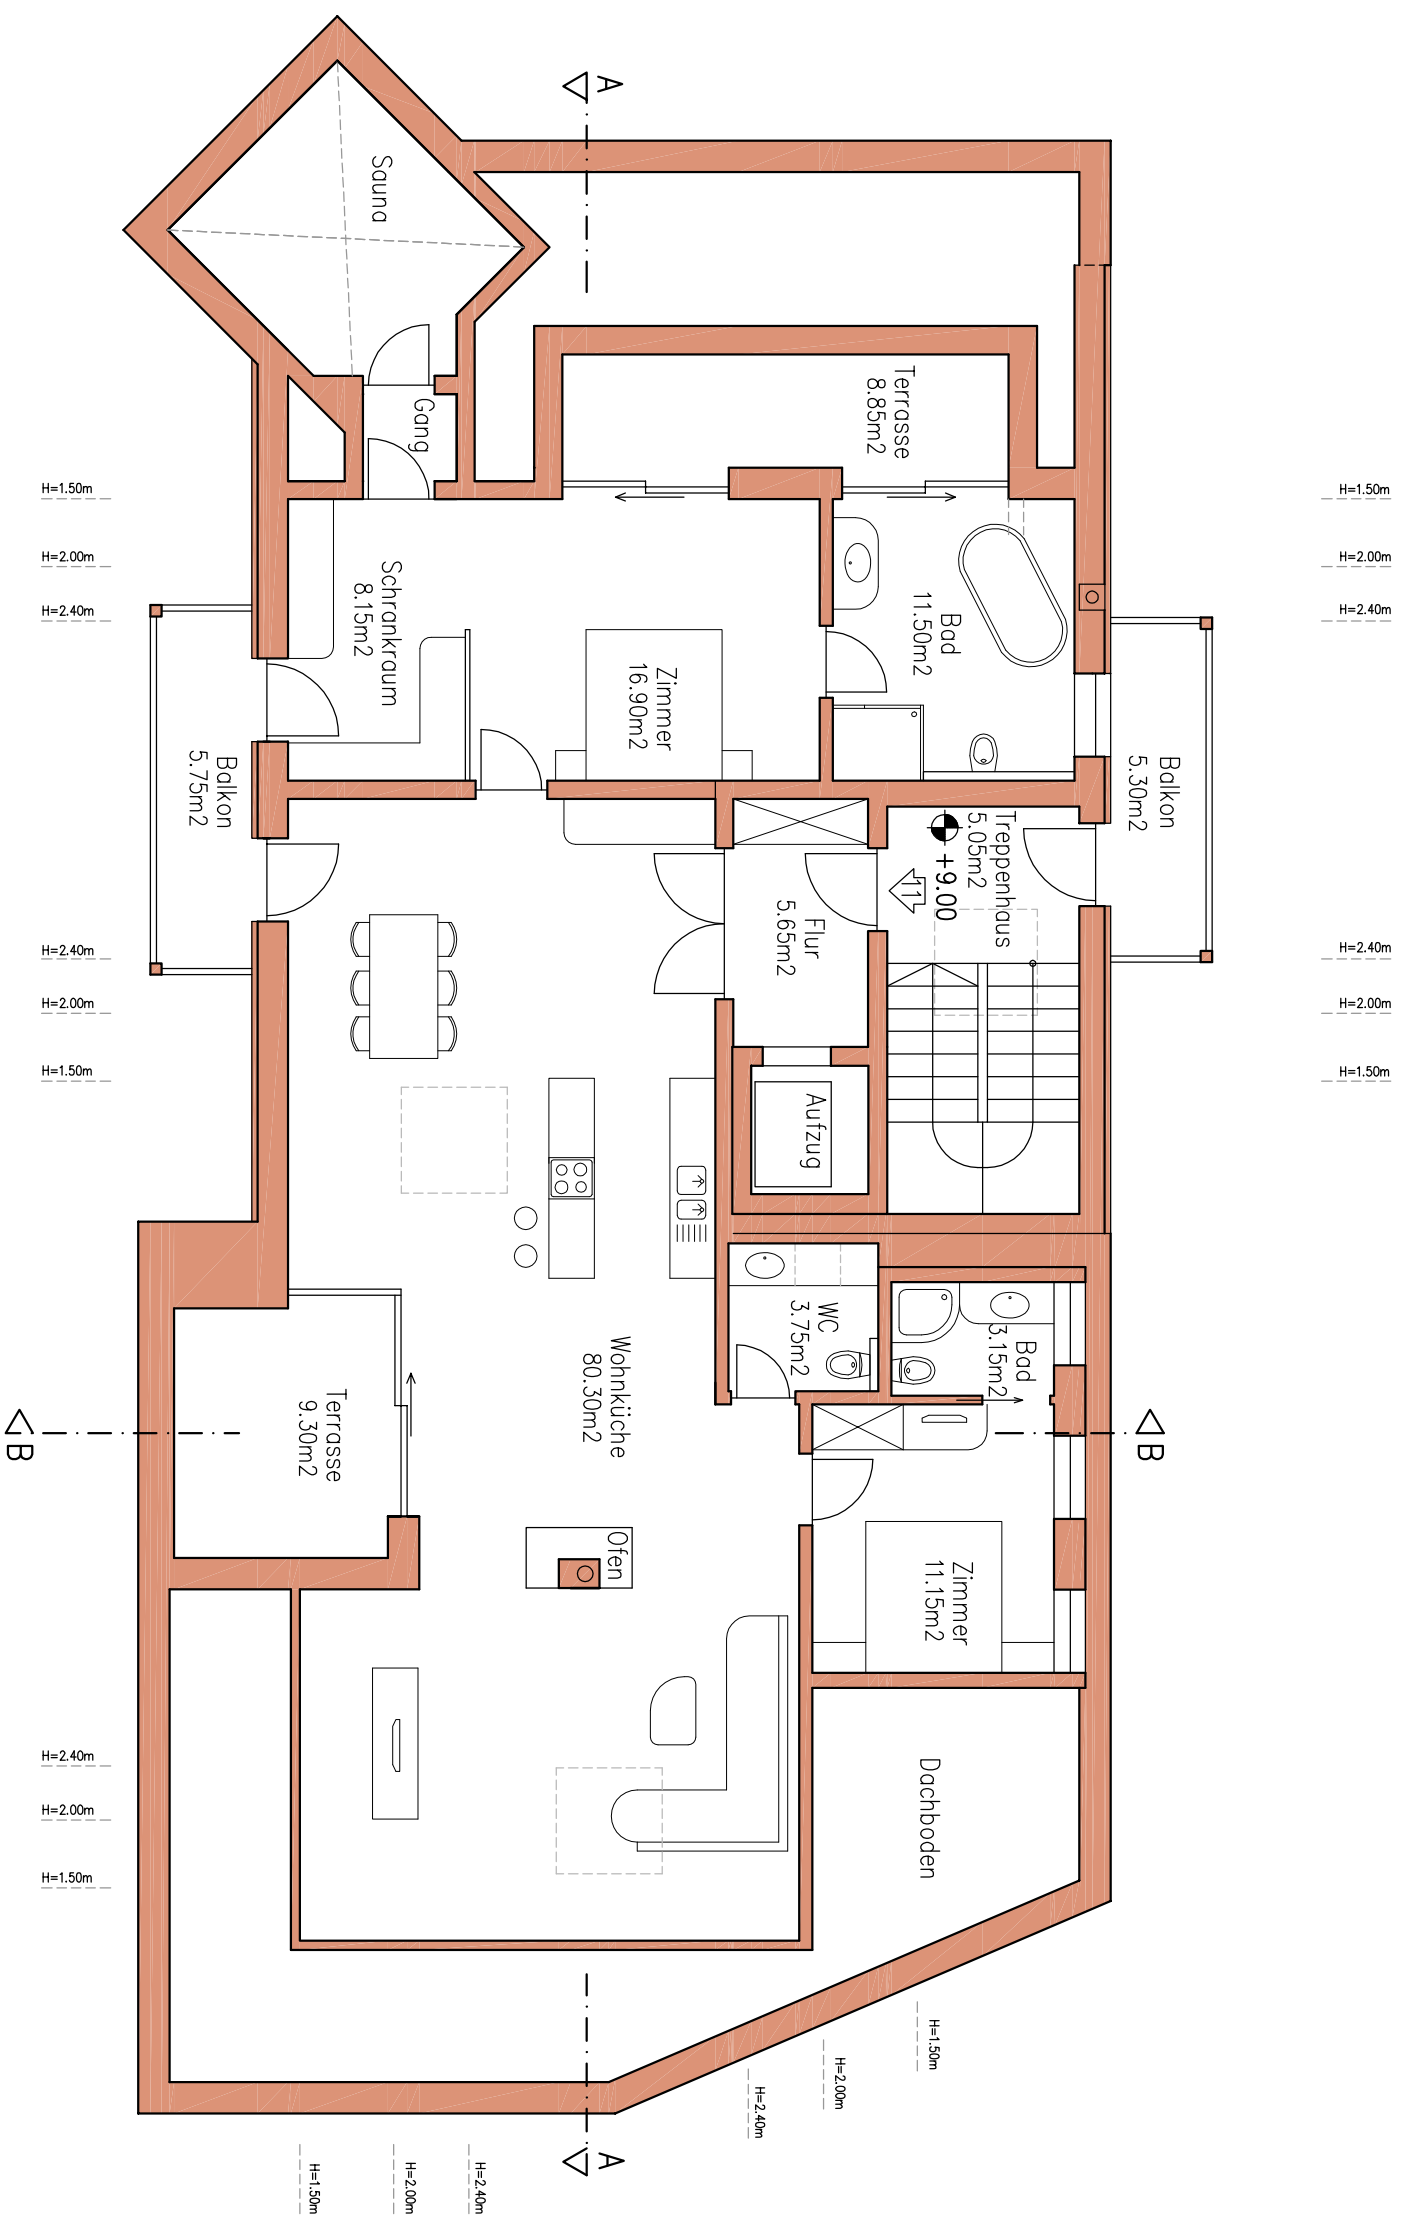 A
Sauna
Gang
Terrasse
8.85m2
H=1.50m
H=2.00m
H=2.40m
H=1.50m
H=2.00m
H=2.40m
Schrankraum
8.15m2
Zimmer
16.90m2
Bad
11.50m2
Balkon
5.75m2
Balkon
5.30m2
Treppenhaus
5.05m2
+9.00
11
Flur
5.65m2
H=2.40m
H=2.00m
H=1.50m
H=2.40m
H=2.00m
H=1.50m
Aufzug
WC
3.75m2
Bad
3.15m2
Wohnküche
80.30m2
Terrasse
9.30m2
B
B
Ofen
Zimmer
11.15m2
Dachboden
H=2.40m
H=2.00m
H=1.50m
H=1.50m
H=2.00m
H=2.40m
A
H=1.50m
H=2.00m
H=2.40m